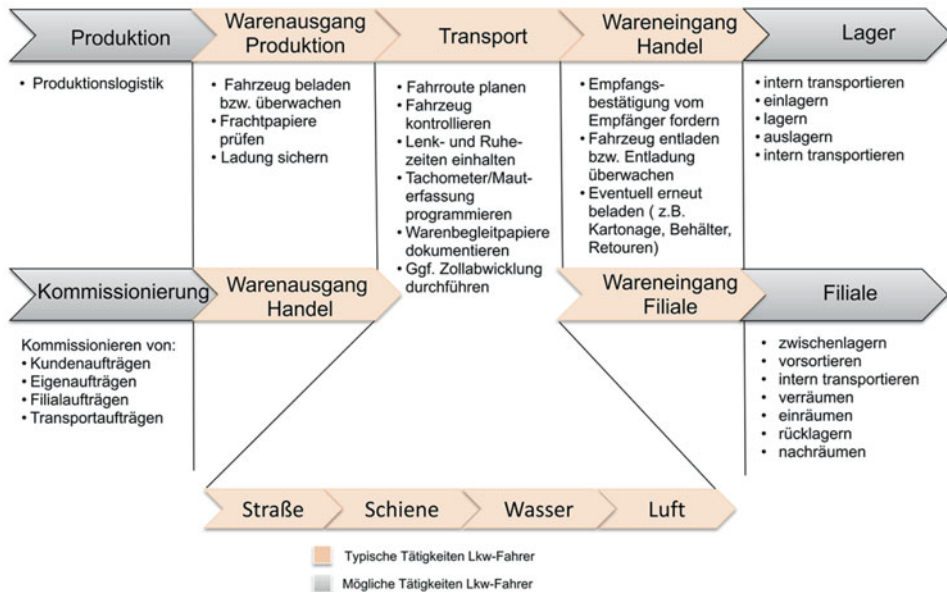 Produktion
Warenausgang
Produktion
Transport
Wareneingang
Handel
Lager
• Produktionslogistik
• Fahrzeug beladen
bzw. überwachen
• Frachtpapiere
prüfen
• Ladung sichern
• Fahrroute planen
• Fahrzeug
kontrollieren
• Lenk- und Ruhe-
zeiten einhalten
• Tachometer/Maut-
erfassung
programmieren
• Warenbegleitpapiere
dokumentieren
• Ggf. Zollabwicklung
durchführen
• Empfangs-
bestätigung vom
Empfänger fordern
• Fahrzeug entladen
bzw. Entladung
überwachen
• Eventuell erneut
beladen ( z.B.
Kartonage, Behälter,
Retouren)
• intern transportieren
• einlagern
• lagern
• auslagern
• intern transportieren
Kommissionierung
Warenausgang
Handel
Wareneingang
Filiale
Filiale
Kommissionieren von:
• Kundenaufträgen
• Eigenaufträgen
• Filialaufträgen
• Transportaufträgen
• zwischenlagern
• vorsortieren
• intern transportieren
• verräumen
• einräumen
• rücklagern
• nachräumen
Straße
Schiene
Wasser
Luft
Typische Tätigkeiten Lkw-Fahrer
Mögliche Tätigkeiten Lkw-Fahrer